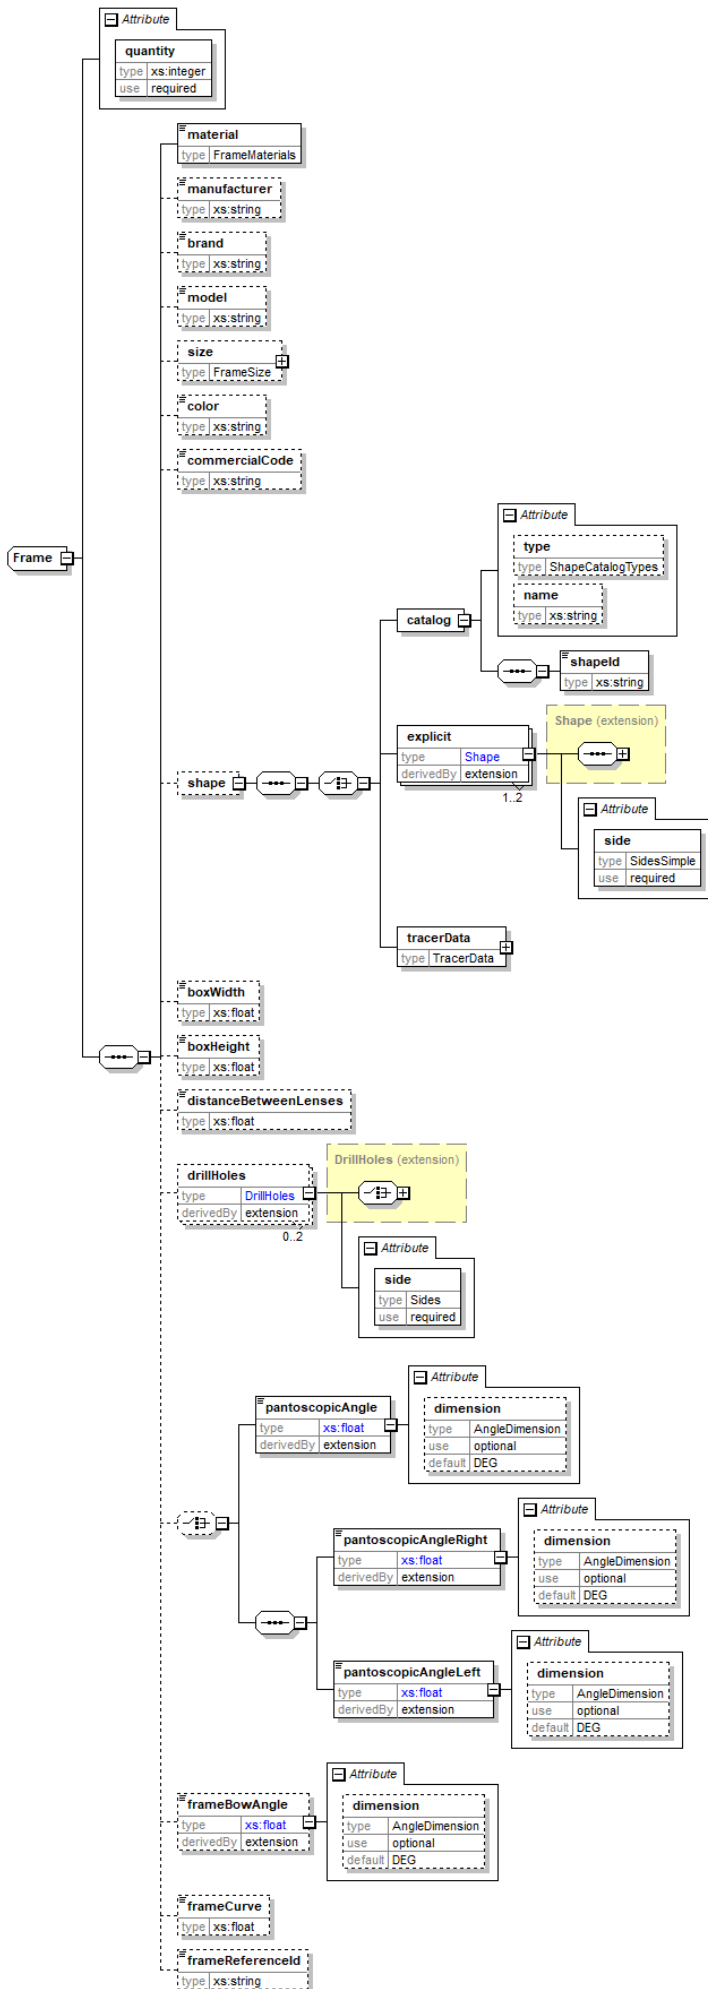 Attribute
quantity
type xs:integer
use required
material
type FrameMaterials
manufacturer
type xs:string
brand
type xs:string
model
type xs:string
size
type FrameSize
color
type xs:string
commercialCode
type xs:string
Frame
Attribute
type
type ShapeCatalogTypes
name
type xs:string
catalog
shapeId
type xs:string
Shape (extension)
explicit
type Shape
derivedBy extension
1..2
shape
Attribute
side
type SidesSimple
use required
tracerData
type TracerData
boxWidth
type xs:float
boxHeight
type xs:float
distanceBetweenLenses
type xs:float
DrillHoles (extension)
drillHoles
type DrillHoles
derivedBy extension
0..2
Attribute
side
type Sides
use required
Attribute
pantoscopicAngle
type xs:float
derivedBy extension
dimension
type AngleDimension
use optional
default DEG
Attribute
pantoscopicAngleRight
type xs:float
derivedBy extension
dimension
type AngleDimension
use optional
default DEG
Attribute
pantoscopicAngleLeft
type xs:float
derivedBy extension
dimension
type AngleDimension
use optional
default DEG
Attribute
frameBowAngle
type xs:float
derivedBy extension
dimension
type AngleDimension
use optional
default DEG
frameCurve
type xs:float
frameReferenceId
type xs:string